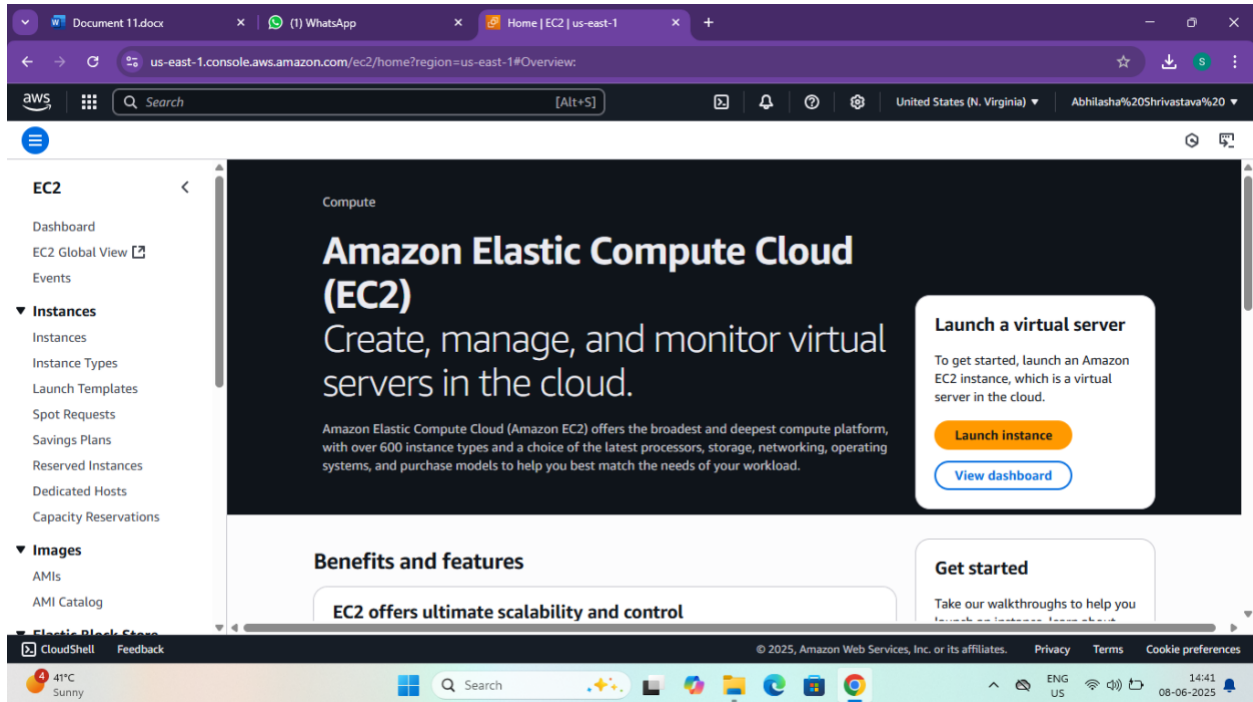 Document 11.docx
(1) WhatsApp
Home | EC2 | us-east-1
us-east-1.console.aws.amazon.com/ec2/home?region=us-east-1#Overview:
S
aws
Search
[Alt+S]
United States (N. Virginia)
Abhilasha%20Shrivastava%20
EC2
Dashboard
EC2 Global View
Events
Instances
Instances
Instance Types
Launch Templates
Spot Requests
Savings Plans
Reserved Instances
Dedicated Hosts
Capacity Reservations
Images
AMIs
AMI Catalog
Elastic Block Store
Compute
Amazon Elastic Compute Cloud
(EC2)
Create, manage, and monitor virtual
servers in the cloud.
Amazon Elastic Compute Cloud (Amazon EC2) offers the broadest and deepest compute platform,
with over 600 instance types and a choice of the latest processors, storage, networking, operating
systems, and purchase models to help you best match the needs of your workload.
Launch a virtual server
To get started, launch an Amazon
EC2 instance, which is a virtual
server in the cloud.
Launch instance
View dashboard
Benefits and features
EC2 offers ultimate scalability and control
Get started
Take our walkthroughs to help you
launch an instance, learn about
CloudShell
Feedback
© 2025, Amazon Web Services, Inc. or its affiliates.
Privacy
Terms
Cookie preferences
4
41°C
Sunny
Search
ENG
US
14:41
08-06-2025